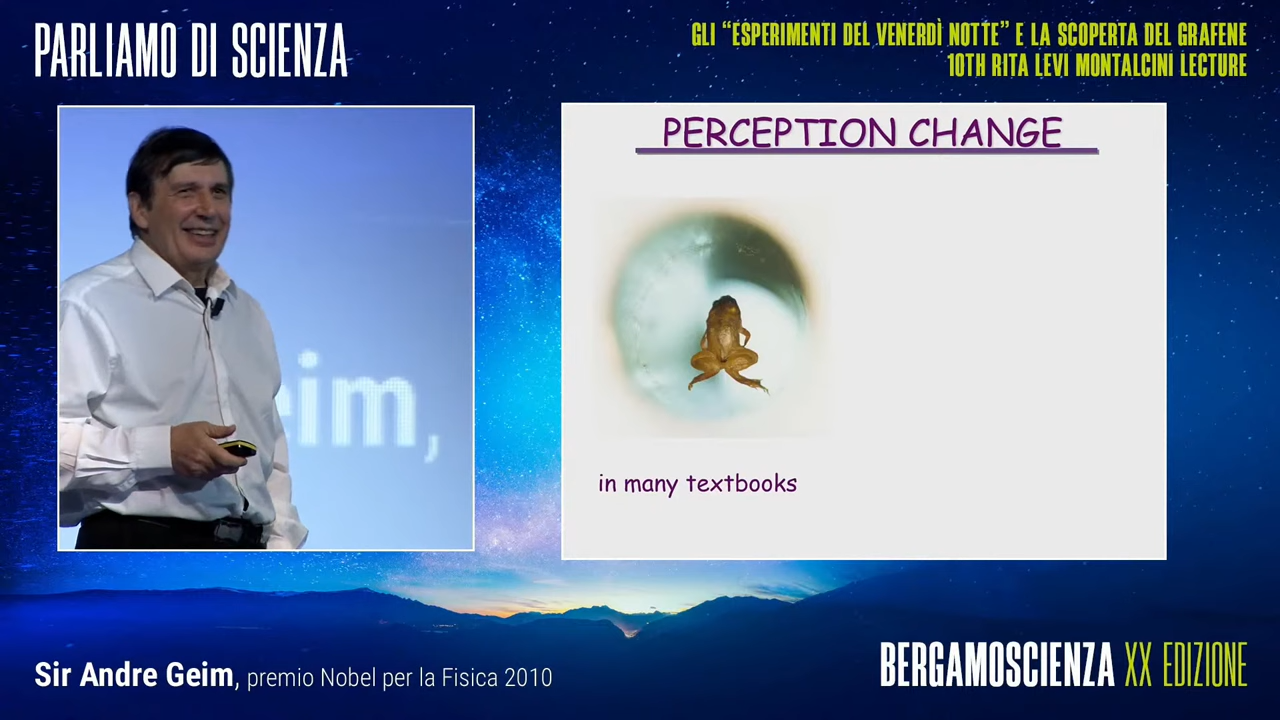 PARLIAMO DI SCIENZA
GLI “ESPERIMENTI DEL VENERDÌ NOTTE” E LA SCOPERTA DEL GRAFENE
10TH RITA LEVI MONTALCINI LECTURE
PERCEPTION CHANGE
eim,
in many textbooks
Sir Andre Geim, premio Nobel per la Fisica 2010
BERGAMOSCIENZA XX EDIZIONE